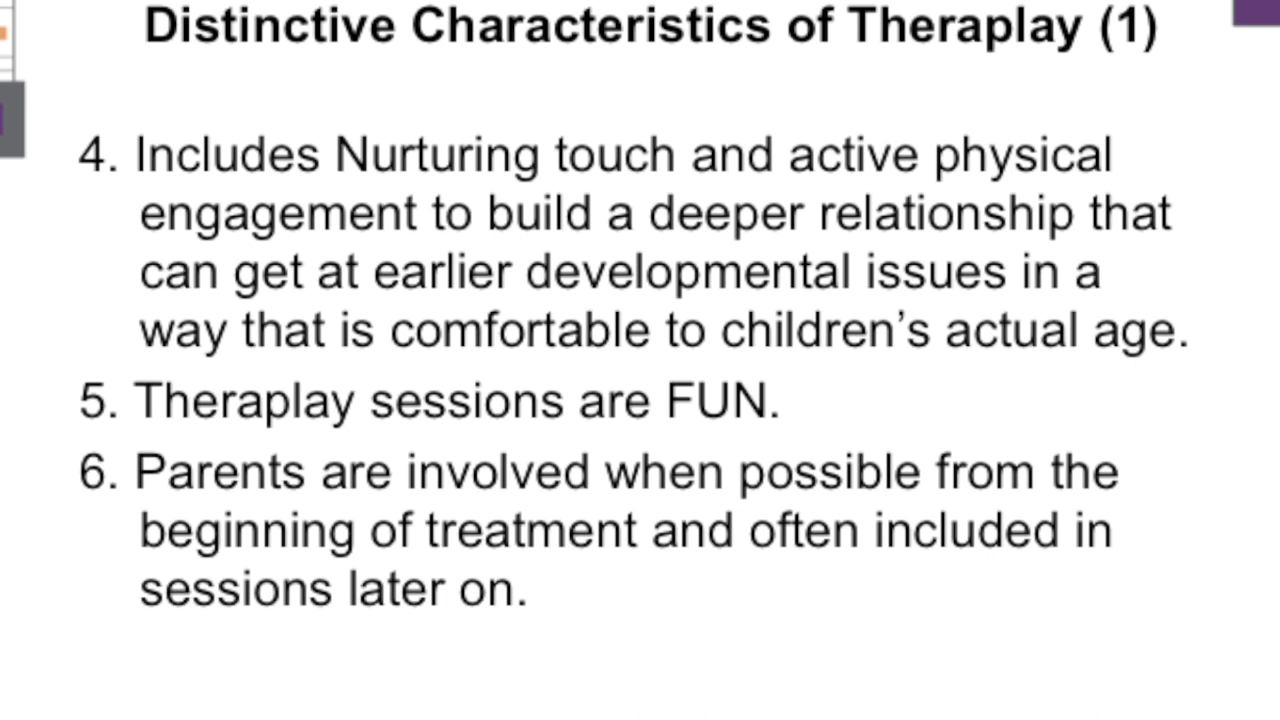 Distinctive Characteristics of Theraplay (1)
4. Includes Nurturing touch and active physical
engagement to build a deeper relationship that
can get at earlier developmental issues in a
way that is comfortable to children’s actual age.
5. Theraplay sessions are FUN.
6. Parents are involved when possible from the
beginning of treatment and often included in
sessions later on.